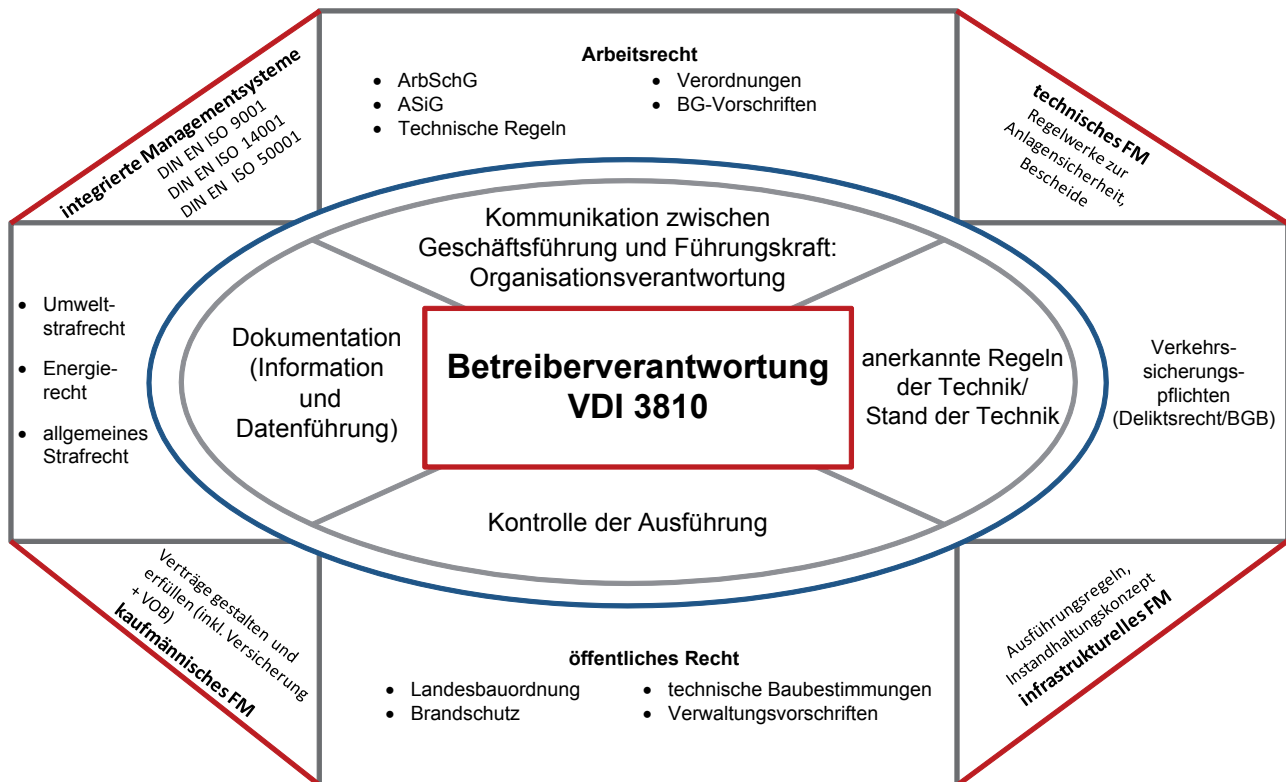 integrierte Managementsysteme
DIN EN ISO 9001
DIN EN ISO 14001
DIN EN ISO 50001
Arbeitsrecht
• ArbSchG
• ASiG
• Technische Regeln
• Verordnungen
• BG-Vorschriften
technisches FM
Regelwerke zur
Anlagensicherheit,
Bescheide
Kommunikation zwischen
Geschäftsführung und Führungskraft:
Organisationsverantwortung
• Umwelt-
strafrecht
• Energie-
recht
• allgemeines
Strafrecht
Dokumentation
(Information
und
Datenführung)
Betreiberverantwortung
VDI 3810
anerkannte Regeln
der Technik/
Stand der Technik
Verkehrs-
sicherungs-
pflichten
(Deliktsrecht/BGB)
Kontrolle der Ausführung
Verträge gestalten und
erfüllen (inkl. Versicherung
+ VOB)
kaufmännisches FM
öffentliches Recht
• Landesbauordnung
• Brandschutz
• technische Baubestimmungen
• Verwaltungsvorschriften
Ausführungsregeln,
Instandhaltungskonzept
infrastrukturelles FM